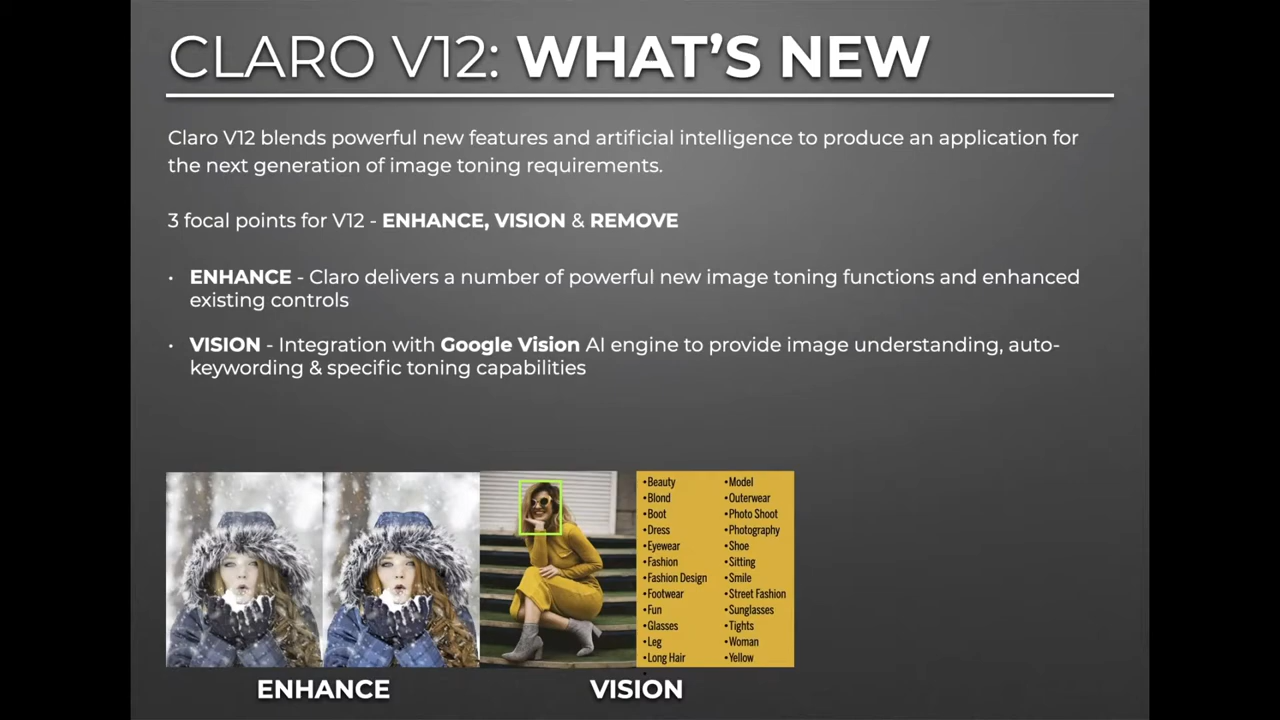 CLARO V12: WHAT'S NEW
Claro V12 blends powerful new features and artificial intelligence to produce an application for
the next generation of image toning requirements.
3 focal points for V12 - ENHANCE, VISION & REMOVE
• ENHANCE - Claro delivers a number of powerful new image toning functions and enhanced
existing controls
• VISION - Integration with Google Vision AI engine to provide image understanding, auto-
keywording & specific toning capabilities
•Beauty
•Blond
•Boot
•Dress
•Eyewear
•Fashion
•Fashion Design
•Footwear
•Fun
•Glasses
•Leg
•Long Hair
•Model
•Outerwear
•Photo Shoot
•Photography
•Shoe
•Sitting
•Smile
•Street Fashion
•Sunglasses
•Tights
•Woman
•Yellow
ENHANCE
VISION